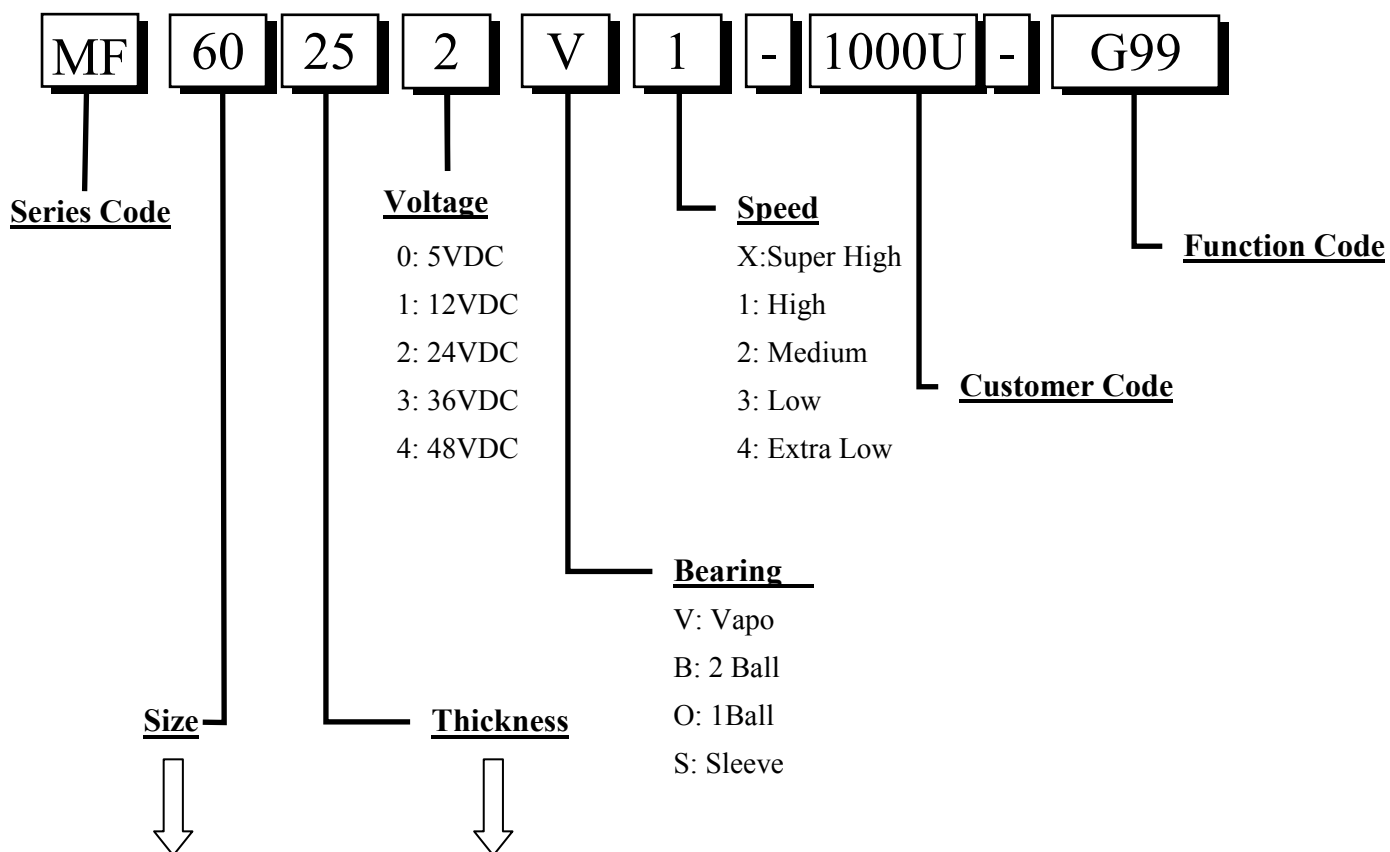 MF 60 25 2 V 1 - 1000U - G99
Series Code
Voltage
0: 5VDC
1: 12VDC
2: 24VDC
3: 36VDC
4: 48VDC
Speed
X:Super High
1: High
2: Medium
3: Low
4: Extra Low
Function Code
Customer Code
Bearing
V: Vapo
B: 2 Ball
O: 1Ball
S: Sleeve
Size
Thickness